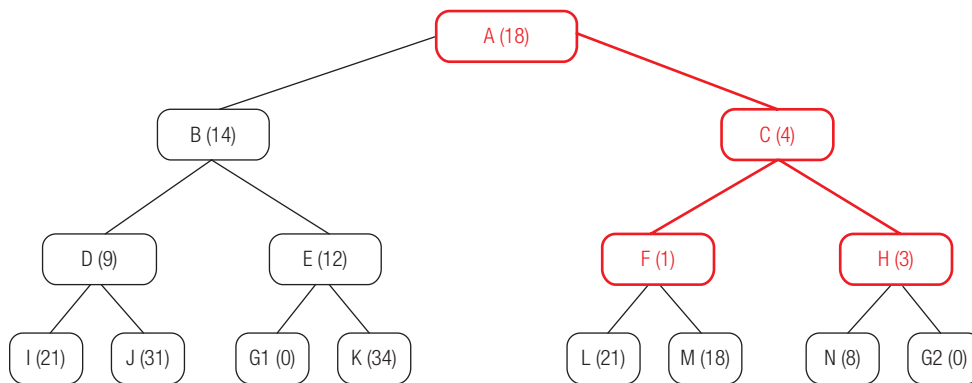 A (18)
B (14)
C (4)
D (9)
E (12)
F (1)
H (3)
I (21)
J (31)
G1 (0)
K (34)
L (21)
M (18)
N (8)
G2 (0)